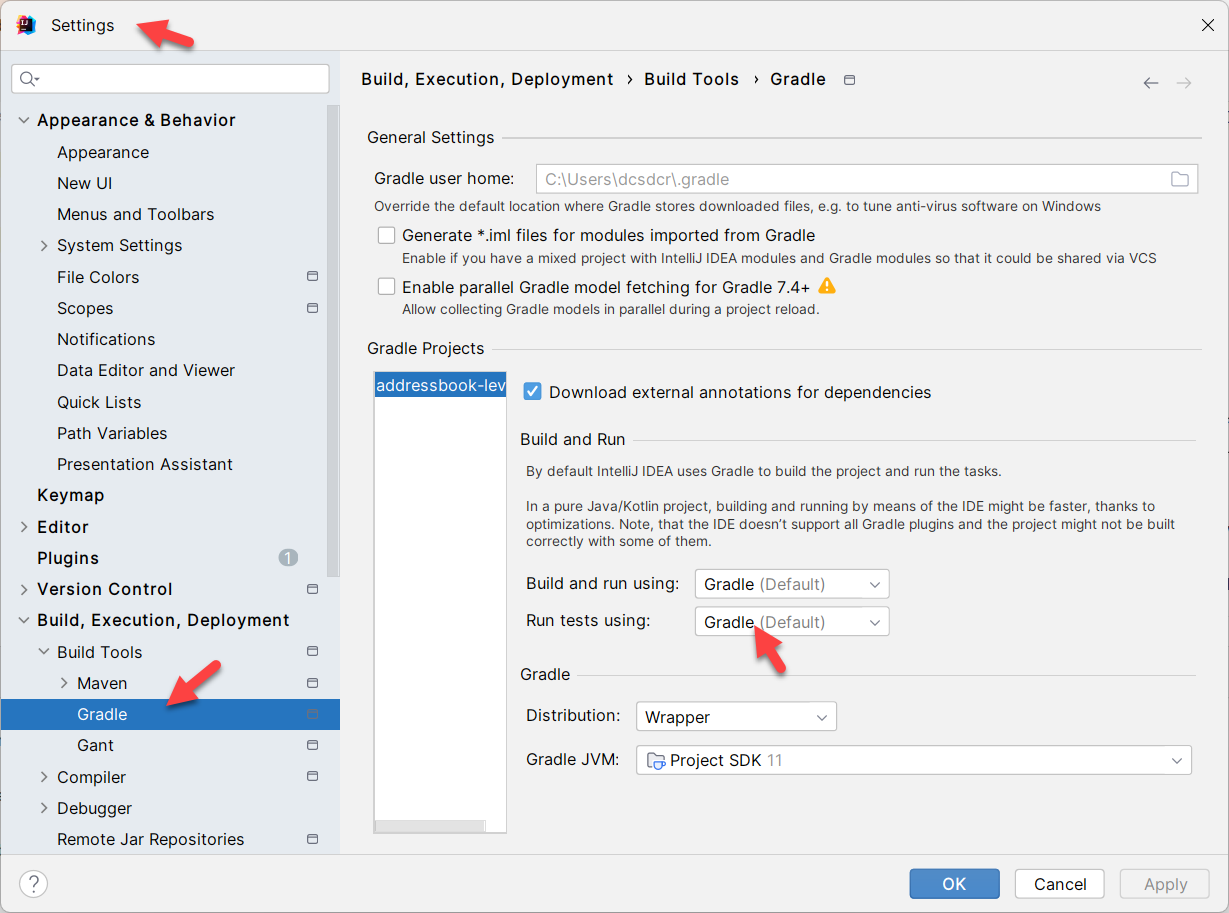 Settings
Appearance & Behavior
Appearance
New UI
Menus and Toolbars
System Settings
File Colors
Scopes
Notifications
Data Editor and Viewer
Quick Lists
Path Variables
Presentation Assistant
Keymap
Editor
Plugins 1
Version Control
Build, Execution, Deployment
Build Tools
Maven
Gradle
Gant
Compiler
Debugger
Remote Jar Repositories
Build, Execution, Deployment › Build Tools › Gradle
General Settings
Gradle user home: C:\Users\dcsdcr\.gradle
Override the default location where Gradle stores downloaded files, e.g. to tune anti-virus software on Windows
Generate *.iml files for modules imported from Gradle
Enable if you have a mixed project with IntelliJ IDEA modules and Gradle modules so that it could be shared via VCS
Enable parallel Gradle model fetching for Gradle 7.4+
Allow collecting Gradle models in parallel during a project reload.
Gradle Projects
addressbook-lev
Download external annotations for dependencies
Build and Run
By default IntelliJ IDEA uses Gradle to build the project and run the tasks.
In a pure Java/Kotlin project, building and running by means of the IDE might be faster, thanks to
optimizations. Note, that the IDE doesn't support all Gradle plugins and the project might not be built
correctly with some of them.
Build and run using: Gradle (Default)
Run tests using: Gradle (Default)
Gradle
Distribution: Wrapper
Gradle JVM: Project SDK 11
?
OK
Cancel
Apply